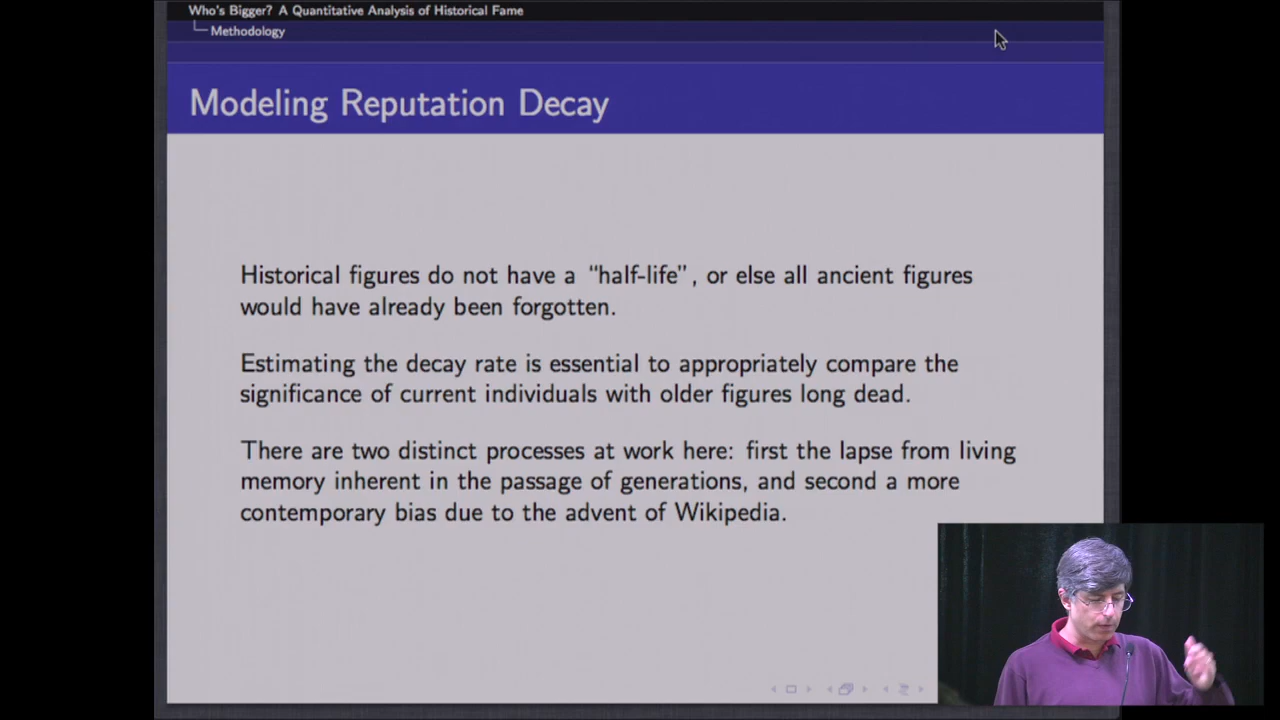 Who's Bigger? A Quantitative Analysis of Historical Fame
Methodology
Modeling Reputation Decay
Historical figures do not have a “half-life”, or else all ancient figures
would have already been forgotten.
Estimating the decay rate is essential to appropriately compare the
significance of current individuals with older figures long dead.
There are two distinct processes at work here: first the lapse from living
memory inherent in the passage of generations, and second a more
contemporary bias due to the advent of Wikipedia.